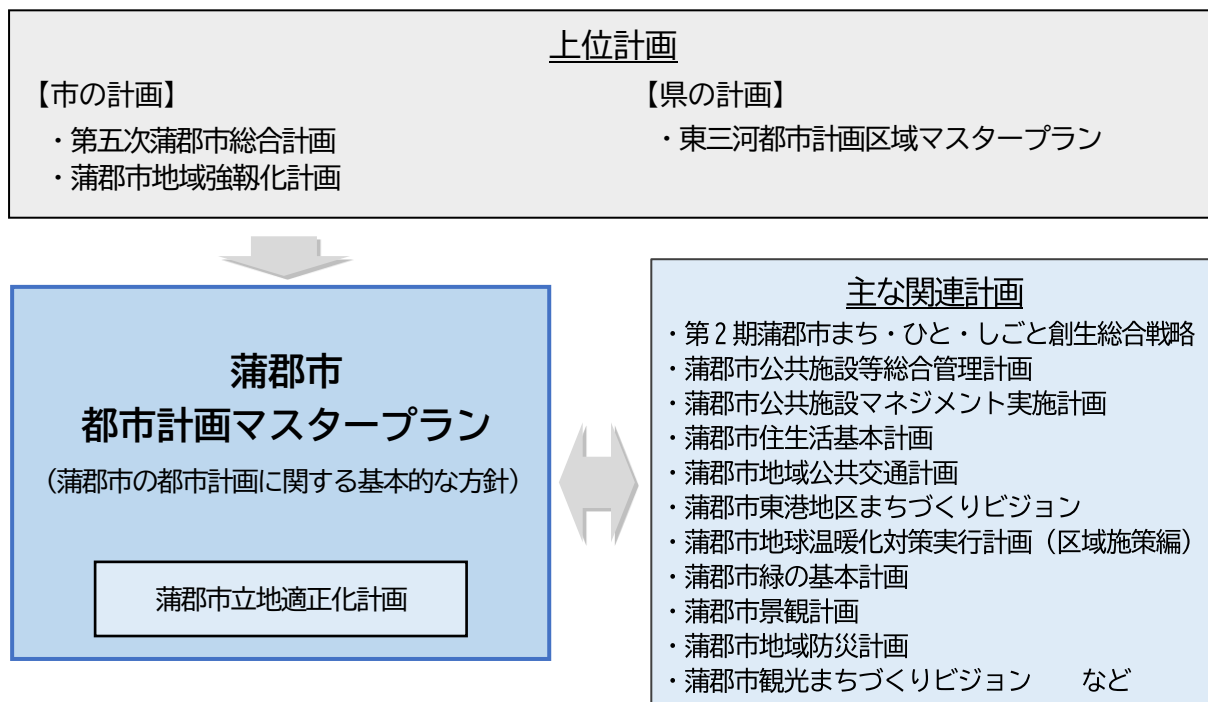 上位計画
【市の計画】
・第五次蒲郡市総合計画
・蒲郡市地域強靱化計画
【県の計画】
・東三河都市計画区域マスタープラン
蒲郡市
都市計画マスタープラン
（蒲郡市の都市計画に関する基本的な方針）
蒲郡市立地適正化計画
主な関連計画
・第2期蒲郡市まち・ひと・しごと創生総合戦略
・蒲郡市公共施設等総合管理計画
・蒲郡市公共施設マネジメント実施計画
・蒲郡市住生活基本計画
・蒲郡市地域公共交通計画
・蒲郡市東港地区まちづくりビジョン
・蒲郡市地球温暖化対策実行計画（区域施策編）
・蒲郡市緑の基本計画
・蒲郡市景観計画
・蒲郡市地域防災計画
・蒲郡市観光まちづくりビジョン　　など